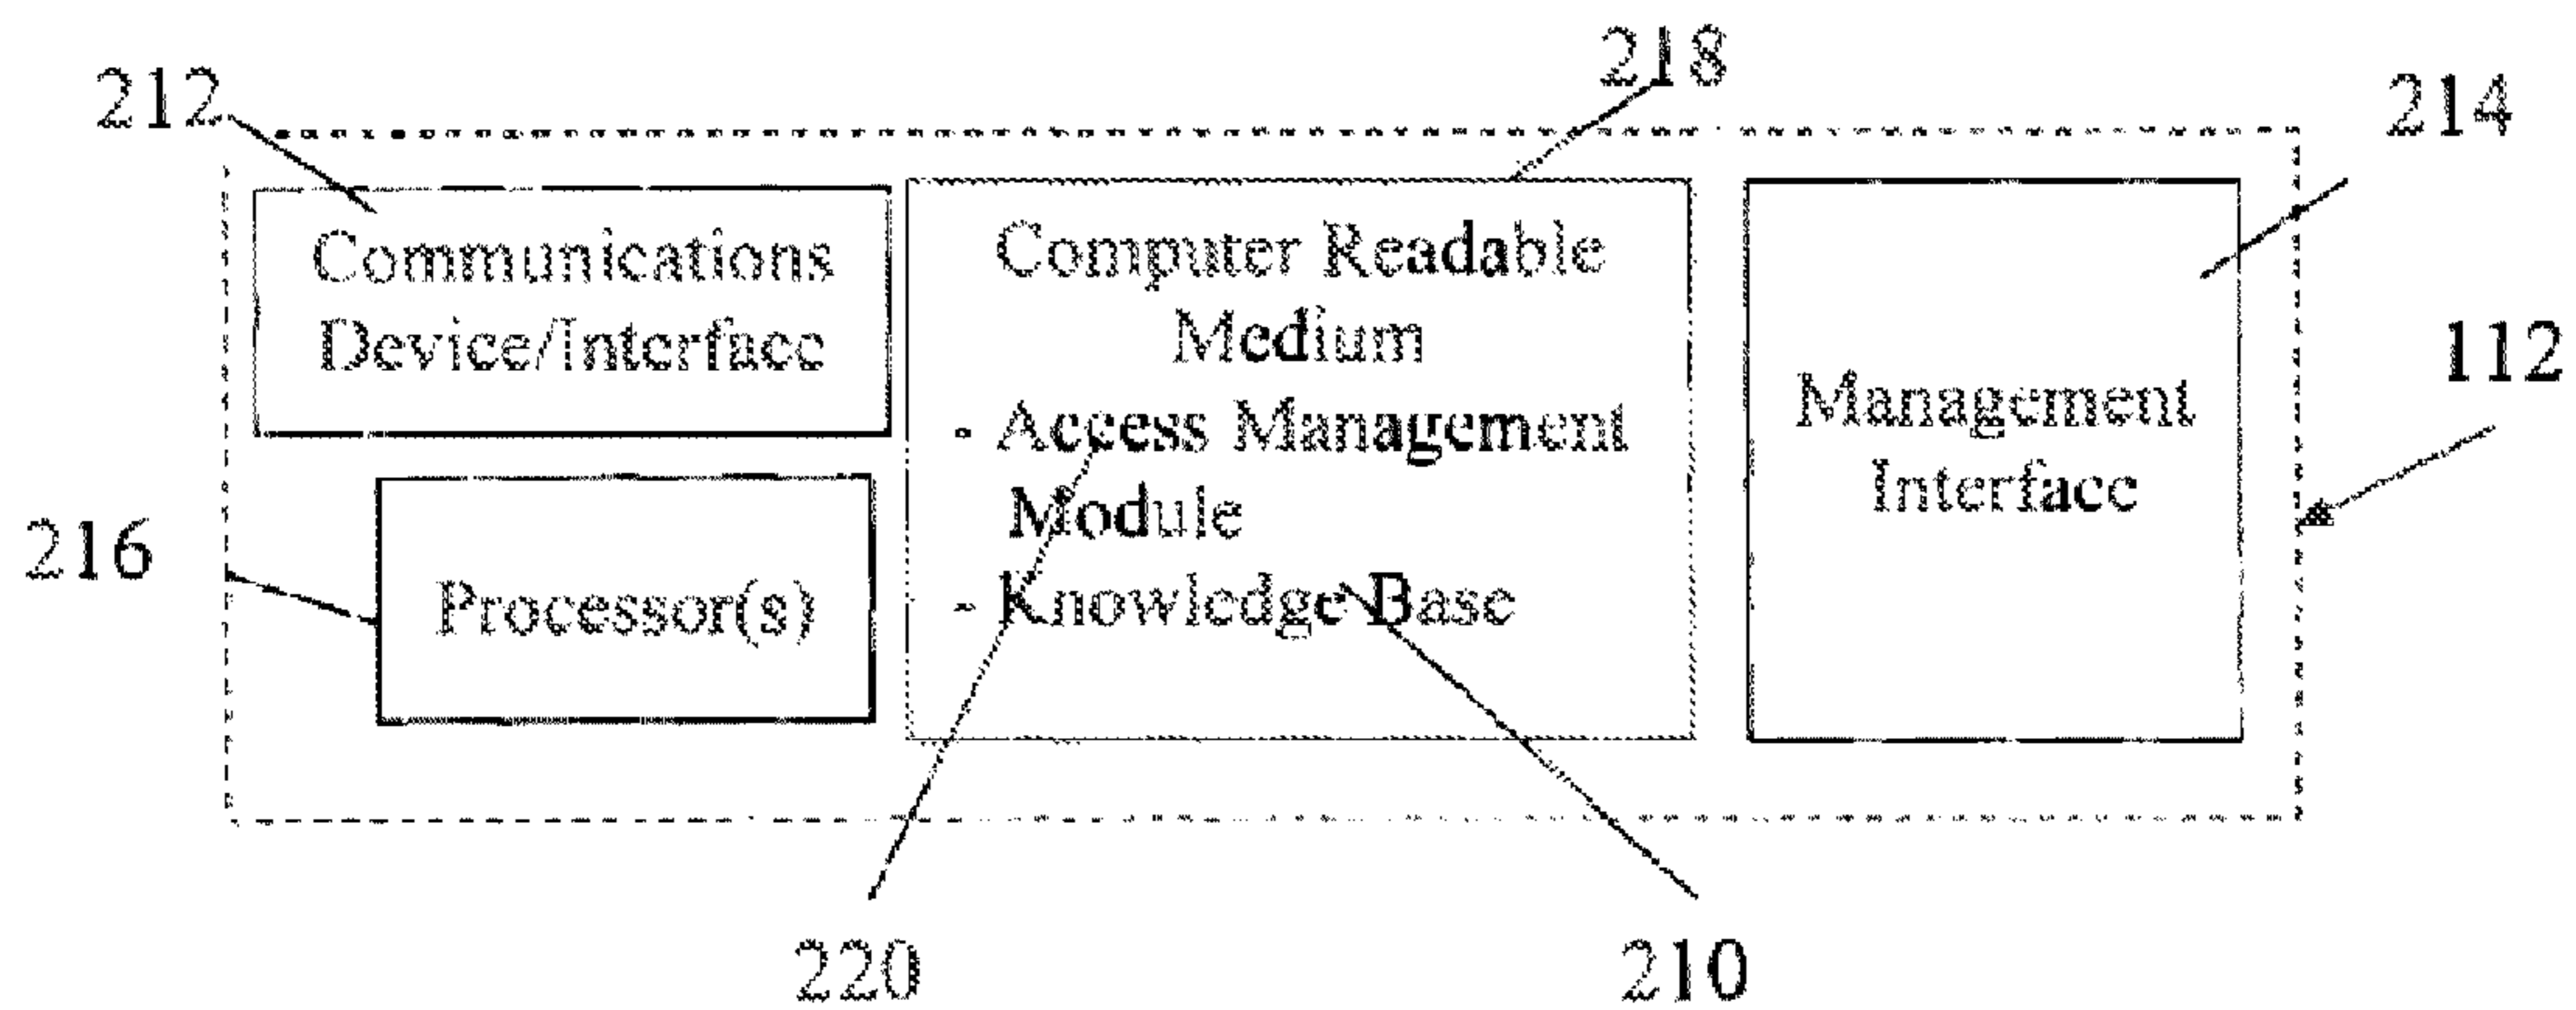 218
212
214
Communications
Device/Interface
Computer Readable
Medium
- Access Management
Module
- Knowledge Base
Management
Interface
112
216
Processor(s)
220
210